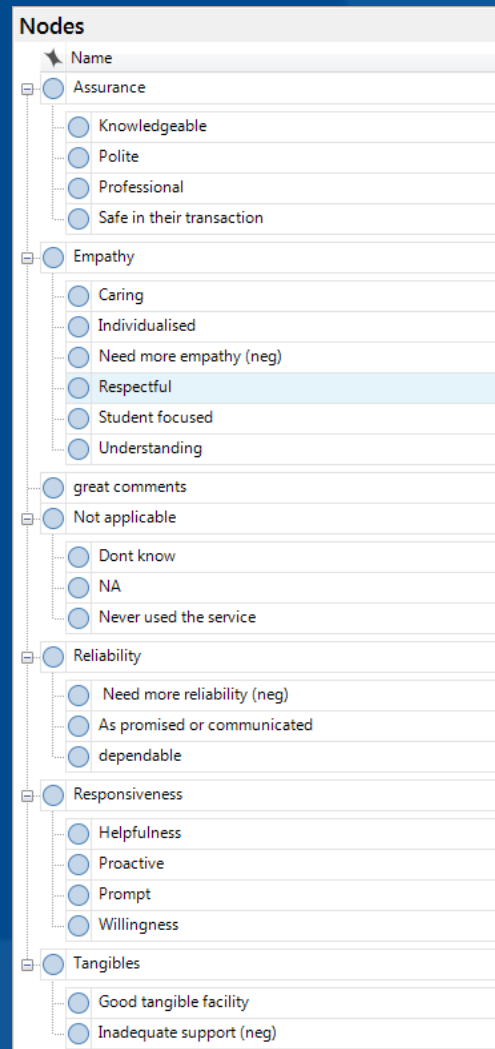 Nodes
Name
Assurance
Knowledgeable
Polite
Professional
Safe in their transaction
Empathy
Caring
Individualised
Need more empathy (neg)
Respectful
Student focused
Understanding
great comments
Not applicable
Dont know
NA
Never used the service
Reliability
Need more reliability (neg)
As promised or communicated
dependable
Responsiveness
Helpfulness
Proactive
Prompt
Willingness
Tangibles
Good tangible facility
Inadequate support (neg)